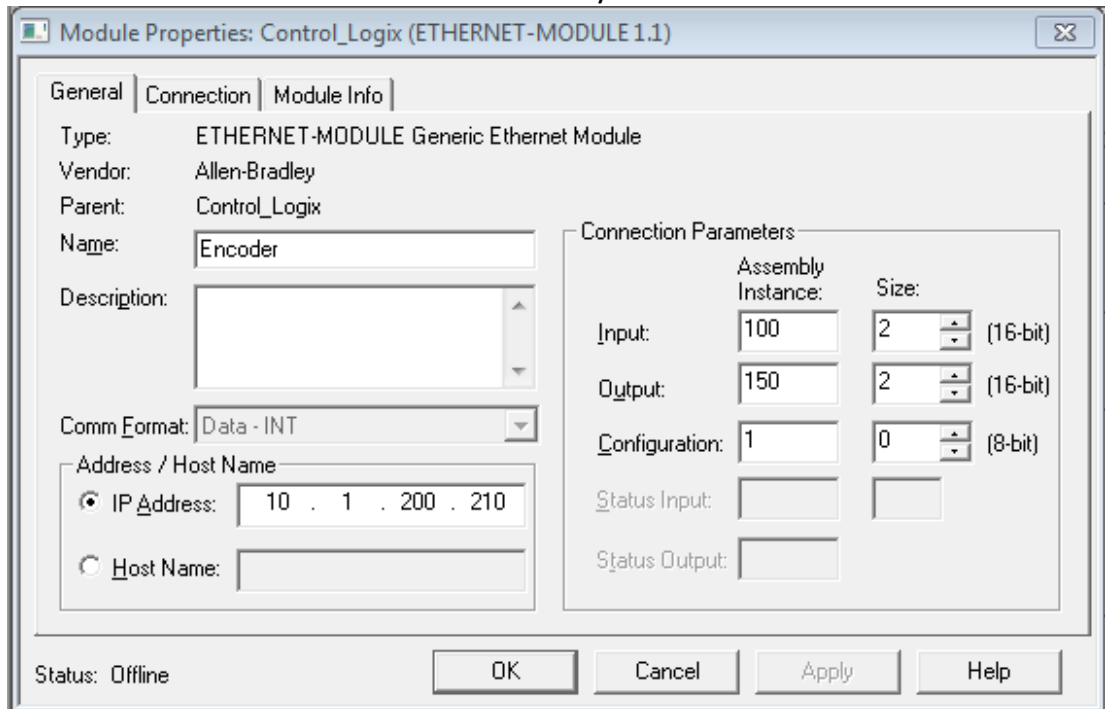 Module Properties: Control_Logix (ETHERNET-MODULE 1.1)
General Connection Module Info
Type: ETHERNET-MODULE Generic Ethernet Module
Vendor: Allen-Bradley
Parent: Control_Logix
Name: Encoder
Description:
Comm Format: Data - INT
Address / Host Name
IP Address: 10 . 1 . 200 . 210
Host Name:
Connection Parameters
Assembly
Instance: Size:
Input: 100 2 (16-bit)
Output: 150 2 (16-bit)
Configuration: 1 0 (8-bit)
Status Input:
Status Output:
Status: Offline OK Cancel Apply Help